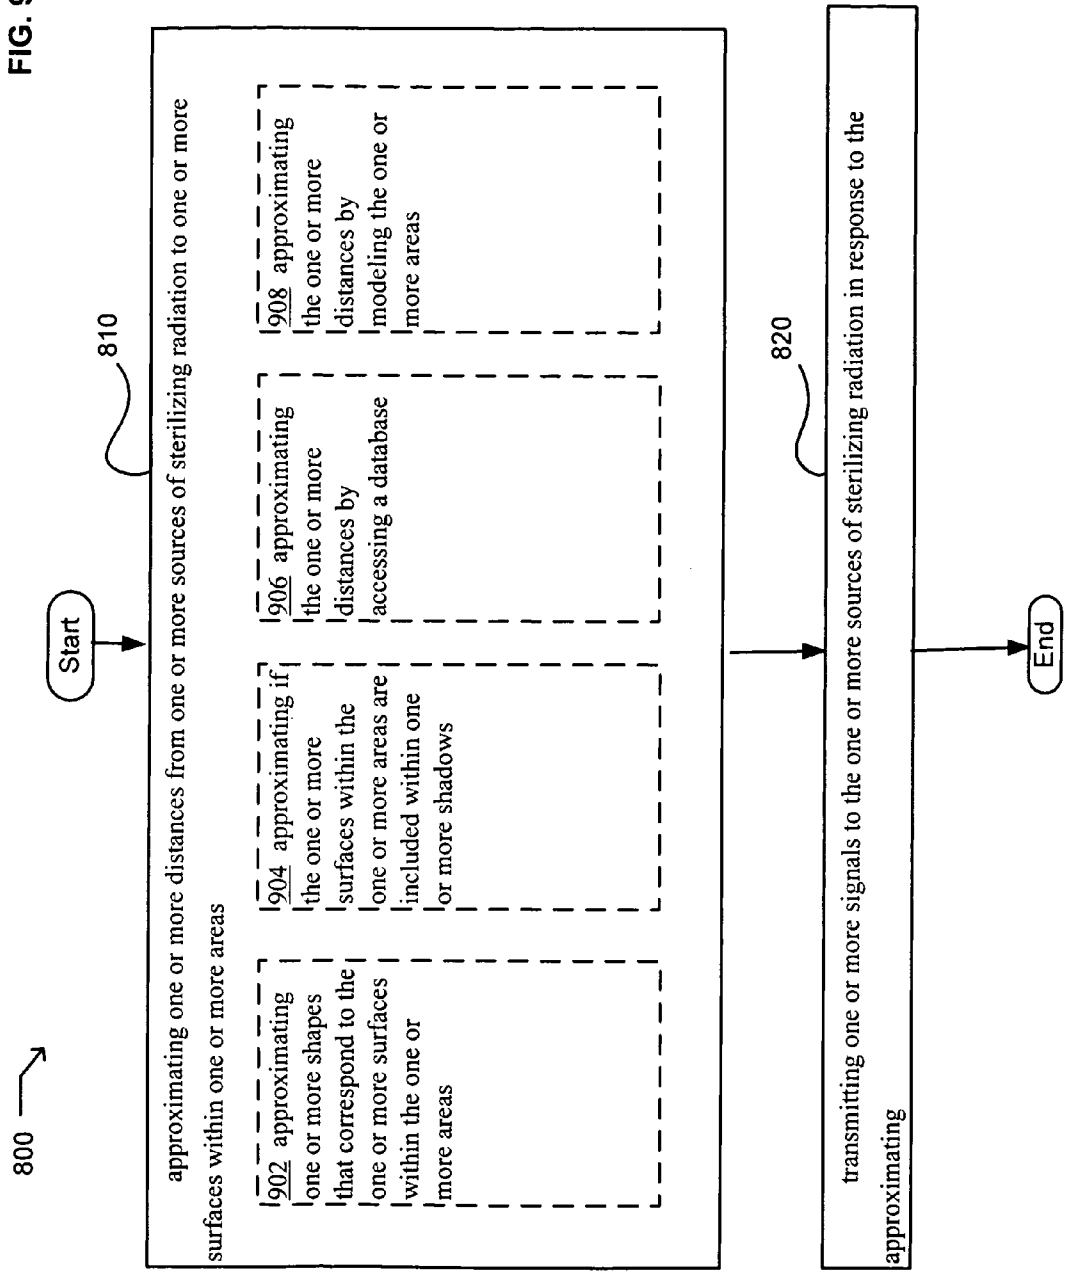 FIG. 9
800
Start
810
approximating one or more distances from one or more sources of sterilizing radiation to one or more
surfaces within one or more areas
902 approximating
one or more shapes
that correspond to the
one or more surfaces
within the one or
more areas
904 approximating if
the one or more
surfaces within the
one or more areas are
included within one
or more shadows
906 approximating
the one or more
distances by
accessing a database
908 approximating
the one or more
distances by
modeling the one or
more areas
820
transmitting one or more signals to the one or more sources of sterilizing radiation in response to the
approximating
End